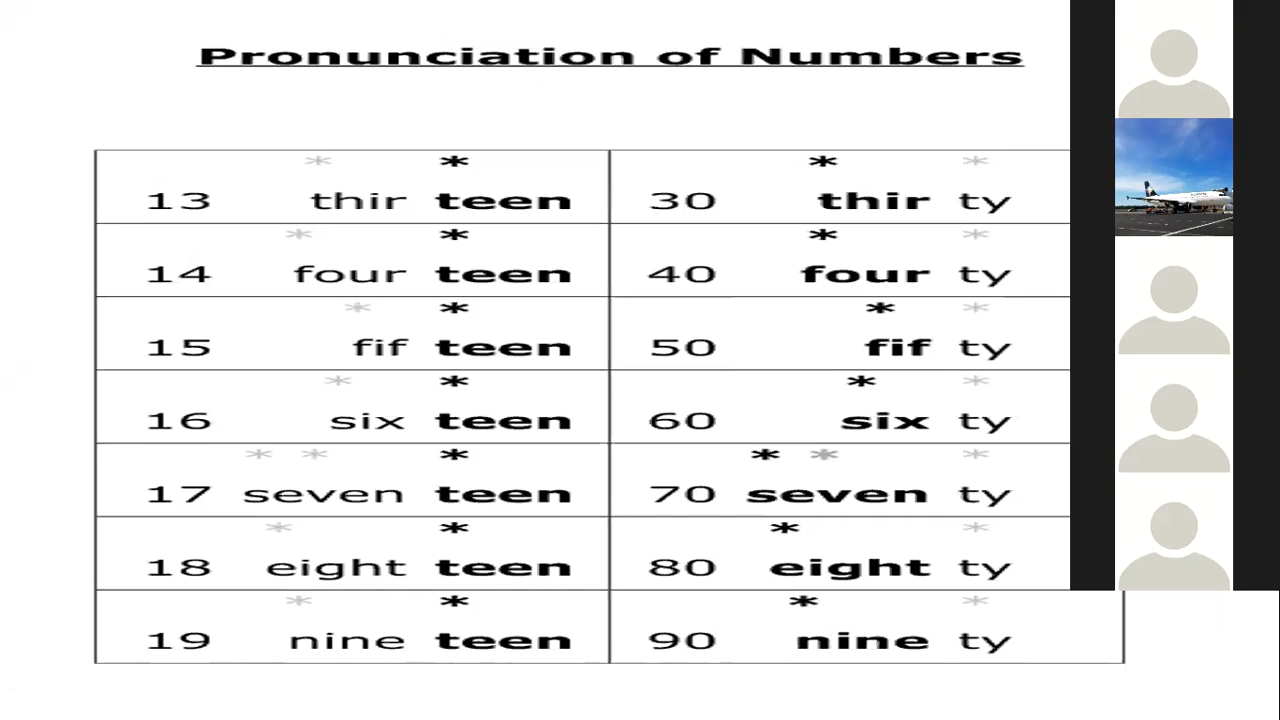 Pronunciation of Numbers
* * * *
13 thir teen 30 thir ty
* * * *
14 four teen 40 four ty
* * * *
15 fif teen 50 fif ty
* * * *
16 six teen 60 six ty
* * * * * *
17 seven teen 70 seven ty
* * * *
18 eight teen 80 eight ty
* * * *
19 nine teen 90 nine ty